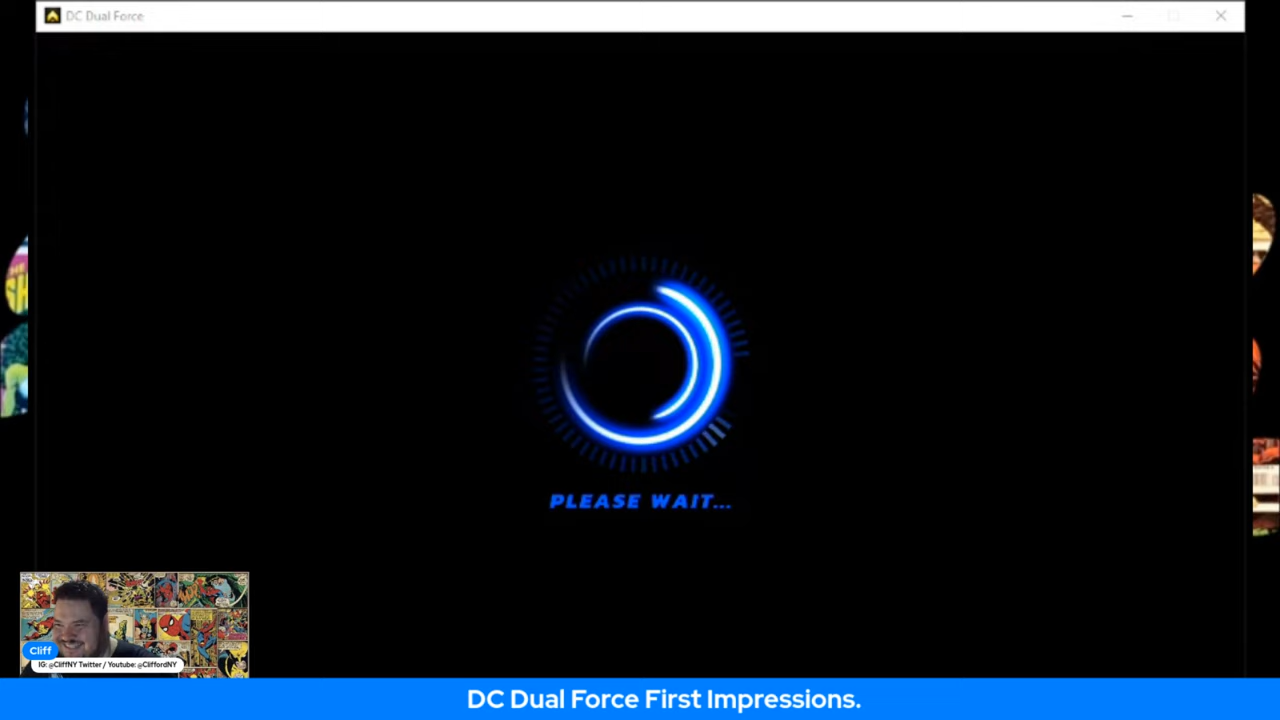 DC Dual Force
PLEASE WAIT...
Cliff
IG: @CliffNY Twitter / Youtube: @CliffordNY
DC Dual Force First Impressions.